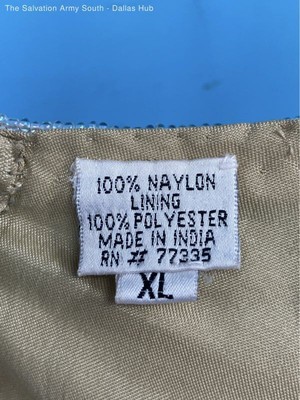 The Salvation Army South - Dallas Hub
100% NAYLON
LINING
100% POLYESTER
MADE IN INDIA
RN # 77335
XL